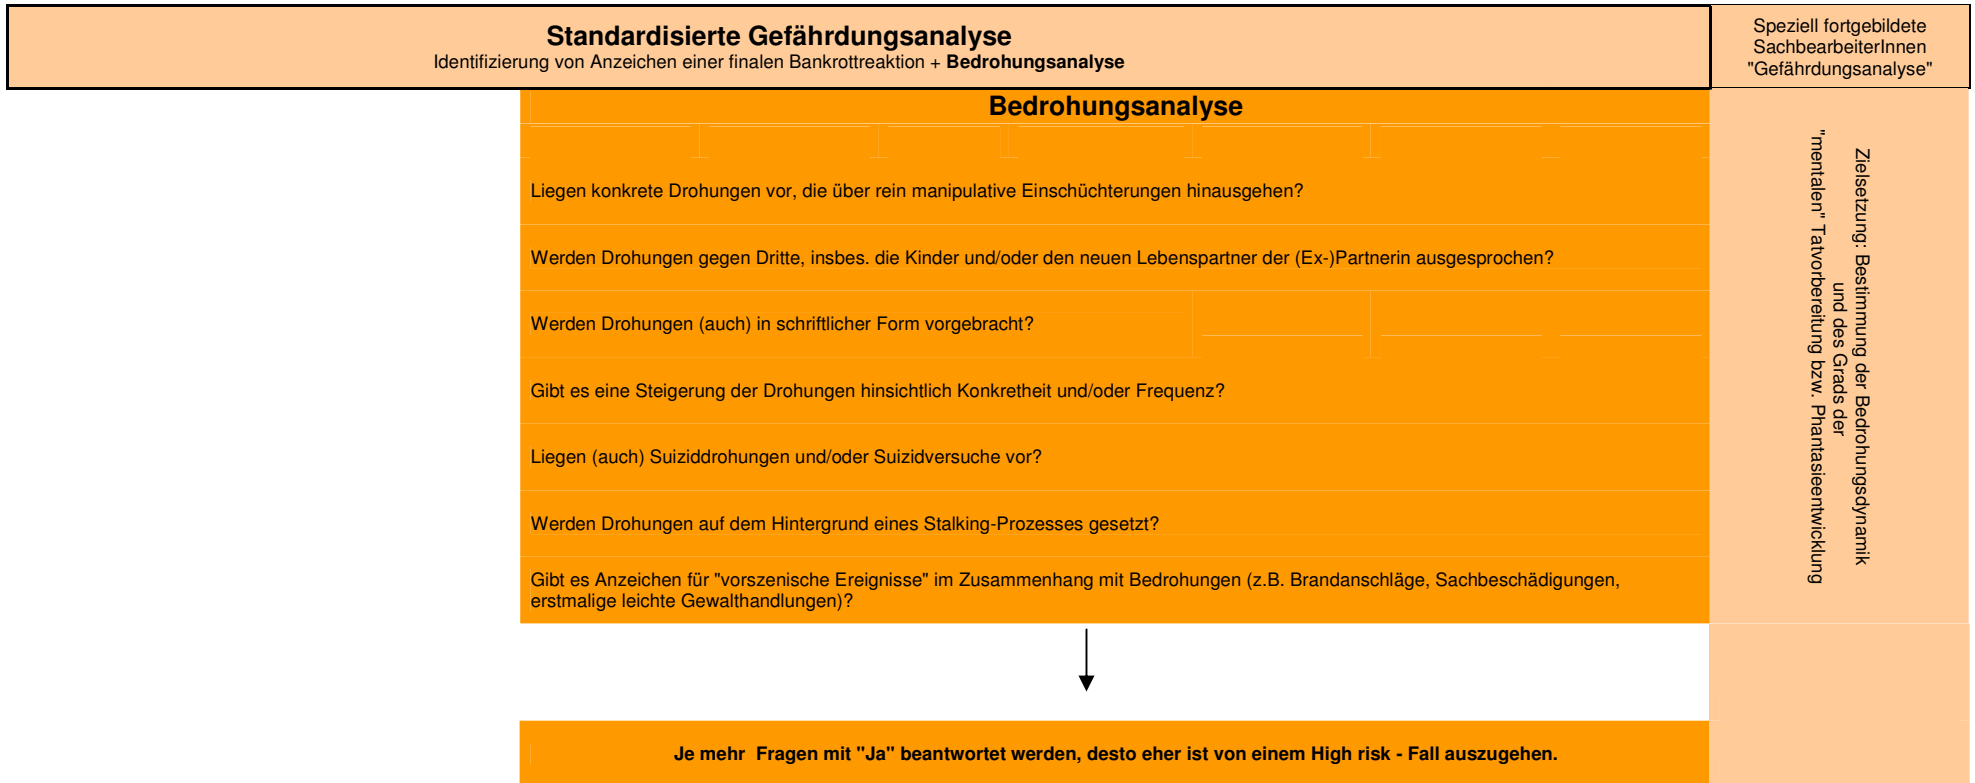 Standardisierte Gefährdungsanalyse
Identifizierung von Anzeichen einer finalen Bankrottreaktion + Bedrohungsanalyse
Speziell fortgebildete
SachbearbeiterInnen
"Gefährdungsanalyse"
Bedrohungsanalyse
Liegen konkrete Drohungen vor, die über rein manipulative Einschüchterungen hinausgehen?
Werden Drohungen gegen Dritte, insbes. die Kinder und/oder den neuen Lebenspartner der (Ex-)Partnerin ausgesprochen?
Werden Drohungen (auch) in schriftlicher Form vorgebracht?
Gibt es eine Steigerung der Drohungen hinsichtlich Konkretheit und/oder Frequenz?
Liegen (auch) Suiziddrohungen und/oder Suizidversuche vor?
Werden Drohungen auf dem Hintergrund eines Stalking-Prozesses gesetzt?
Gibt es Anzeichen für "vorszenische Ereignisse" im Zusammenhang mit Bedrohungen (z.B. Brandanschläge, Sachbeschädigungen,
erstmalige leichte Gewalthandlungen)?
Zielsetzung: Bestimmung der Bedrohungsdynamik
und des Grads der
"mentalen" Tatvorbereitung bzw. Phantasieentwicklung
Je mehr  Fragen mit "Ja" beantwortet werden, desto eher ist von einem High risk - Fall auszugehen.